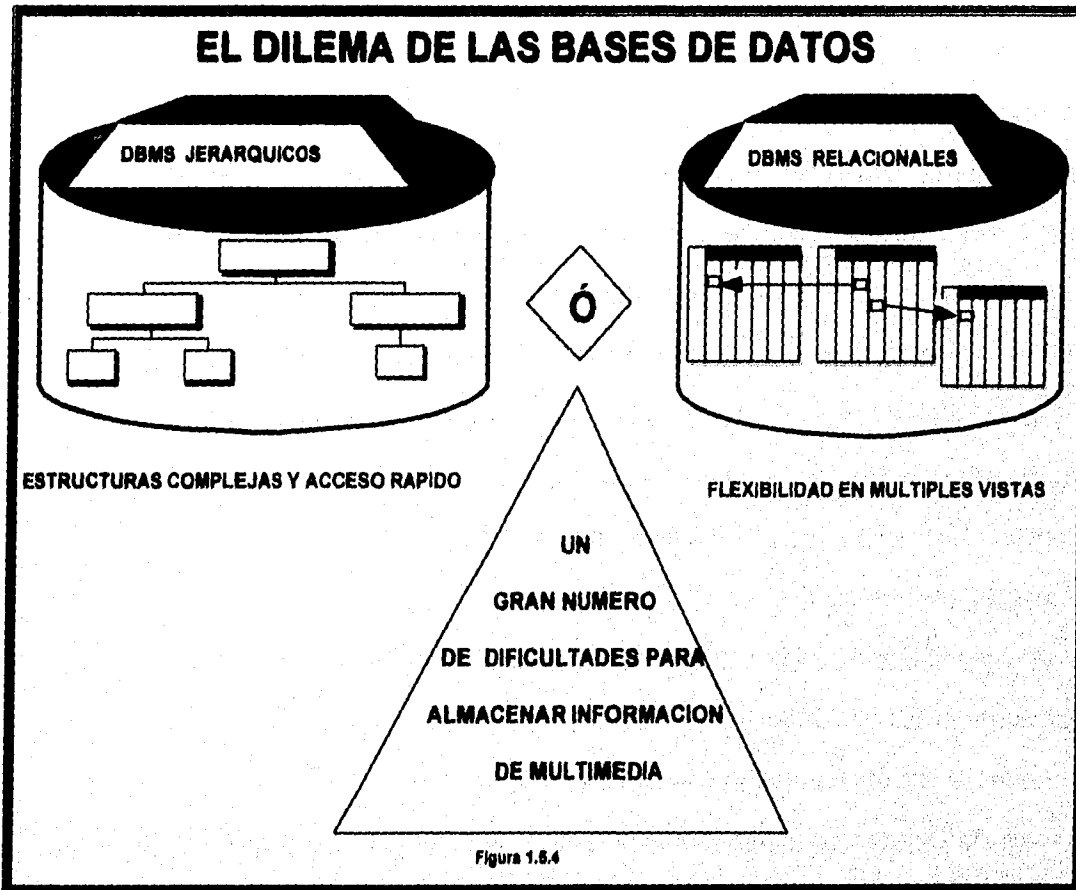 EL DILEMA DE LAS BASES DE DATOS
DBMS JERARQUICOS
DBMS RELACIONALES
Ó
ESTRUCTURAS COMPLEJAS Y ACCESO RAPIDO
FLEXIBILIDAD EN MULTIPLES VISTAS
UN
GRAN NUMERO
DE DIFICULTADES PARA
ALMACENAR INFORMACION
DE MULTIMEDIA
Figura 1.5.4